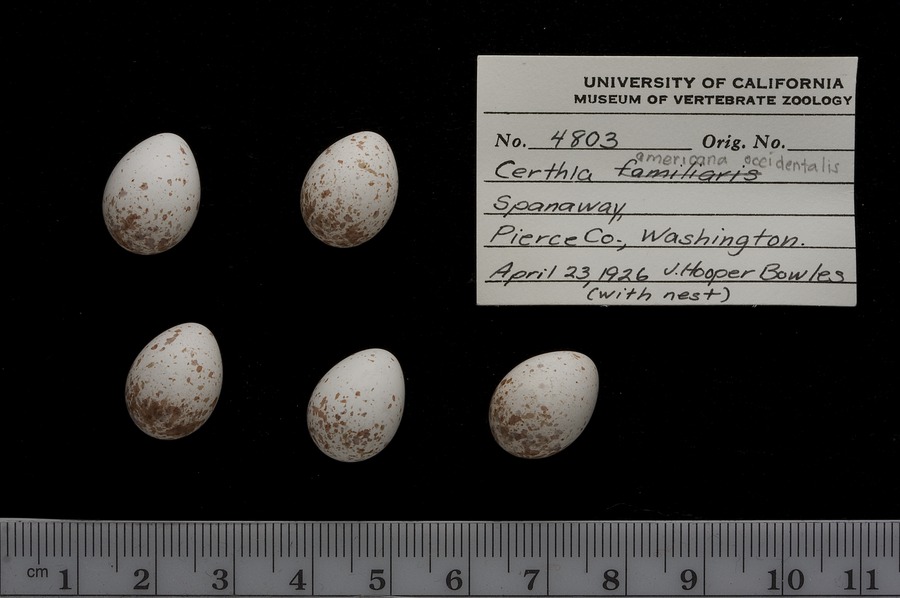 UNIVERSITY OF CALIFORNIA
MUSEUM OF VERTEBRATE ZOOLOGY
No. 4803 Orig. No.
americana occidentalis
Certhia familiaris
Spanaway,
Pierce Co., Washington.
April 23, 1926 J. Hooper Bowles
(with nest)
cm 1 2 3 4 5 6 7 8 9 10 11